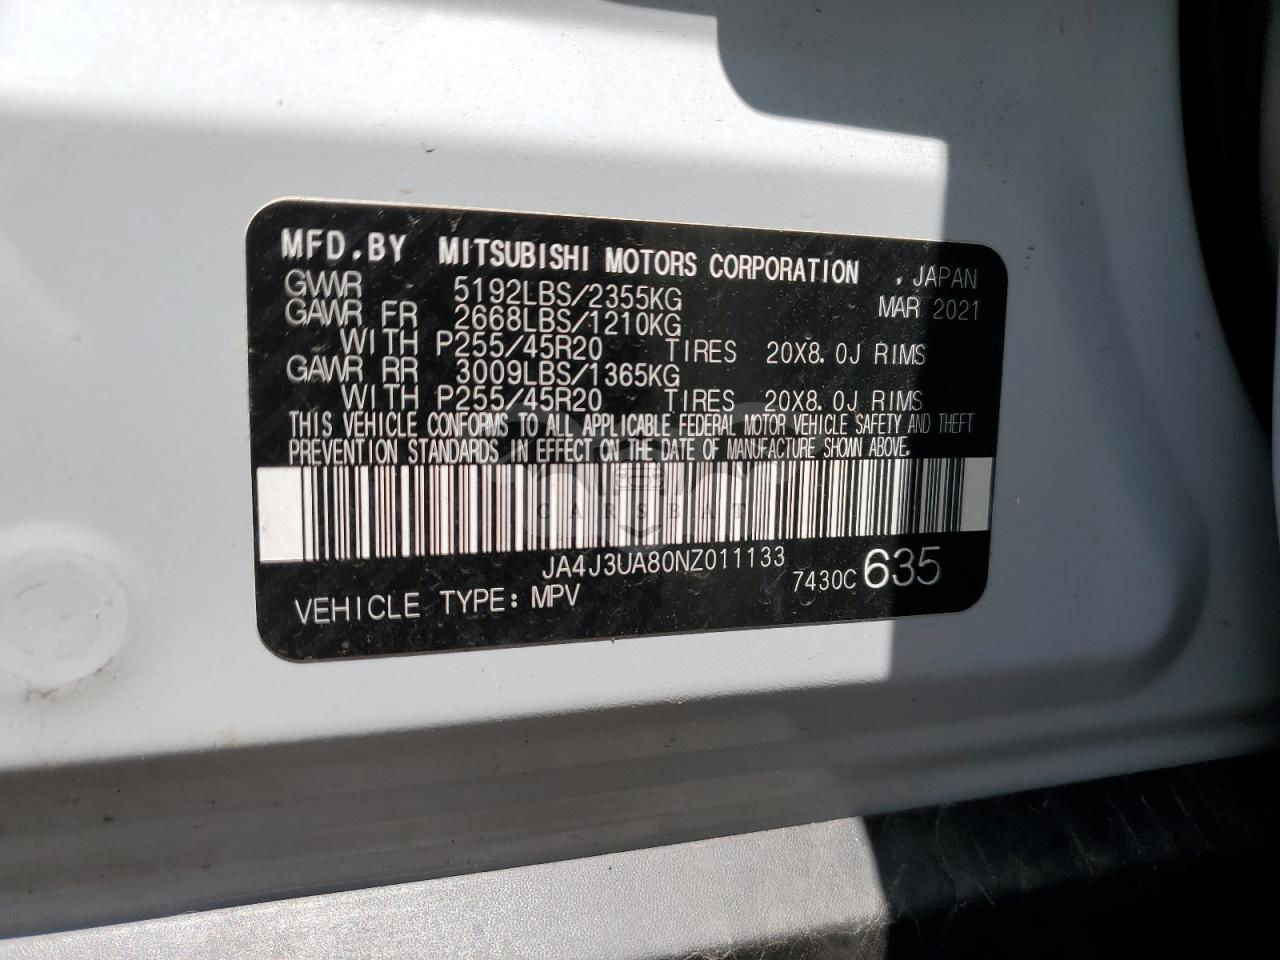 MFD.BY MITSUBISHI MOTORS CORPORATION , JAPAN
GVWR 5192LBS/2355KG MAR 2021
GAWR FR 2668LBS/1210KG
WITH P255/45R20 TIRES 20X8.0J RIMS
GAWR RR 3009LBS/1365KG
WITH P255/45R20 TIRES 20X8.0J RIMS
THIS VEHICLE CONFORMS TO ALL APPLICABLE FEDERAL MOTOR VEHICLE SAFETY AND THEFT
PREVENTION STANDARDS IN EFFECT ON THE DATE OF MANUFACTURE SHOWN ABOVE.
CARSBAT
JA4J3UA80NZ011133
7430C 635
VEHICLE TYPE: MPV